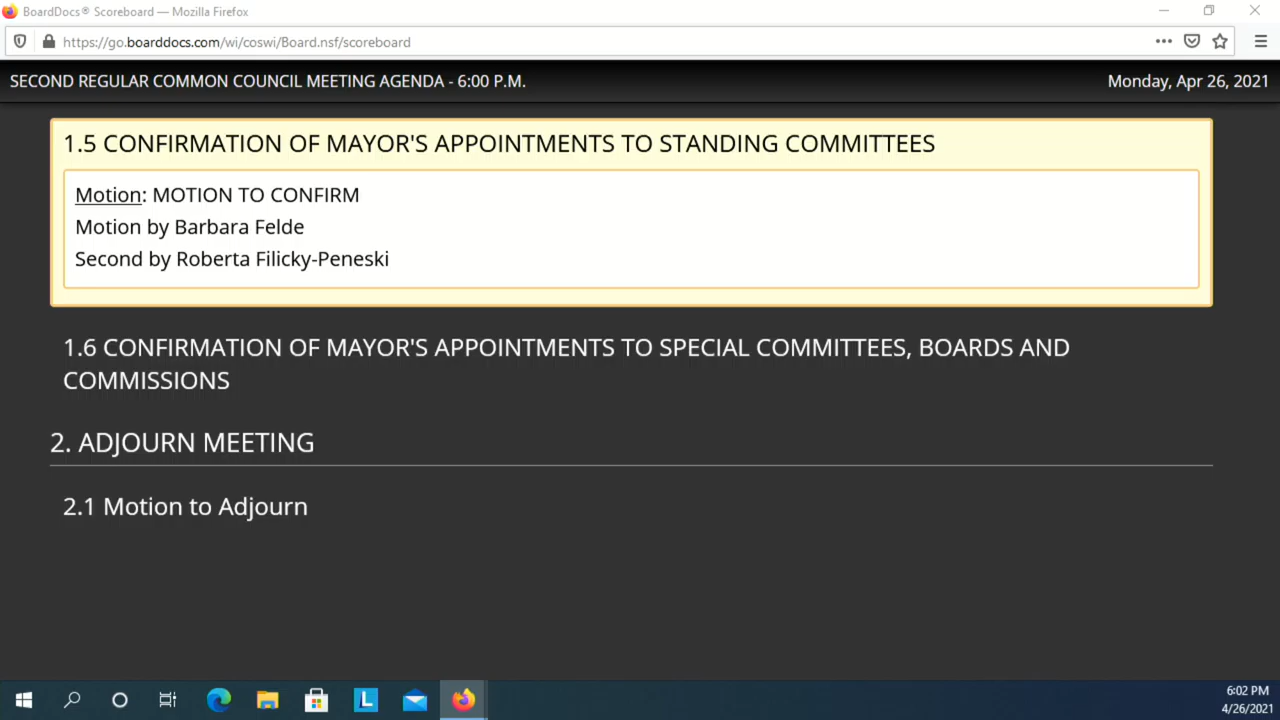 BoardDocs® Scoreboard — Mozilla Firefox
https://go.boarddocs.com/wi/coswi/Board.nsf/scoreboard
SECOND REGULAR COMMON COUNCIL MEETING AGENDA - 6:00 P.M.
Monday, Apr 26, 2021
1.5 CONFIRMATION OF MAYOR'S APPOINTMENTS TO STANDING COMMITTEES
Motion: MOTION TO CONFIRM
Motion by Barbara Felde
Second by Roberta Filicky-Peneski
1.6 CONFIRMATION OF MAYOR'S APPOINTMENTS TO SPECIAL COMMITTEES, BOARDS AND
COMMISSIONS
2. ADJOURN MEETING
2.1 Motion to Adjourn
L
6:02 PM
4/26/2021